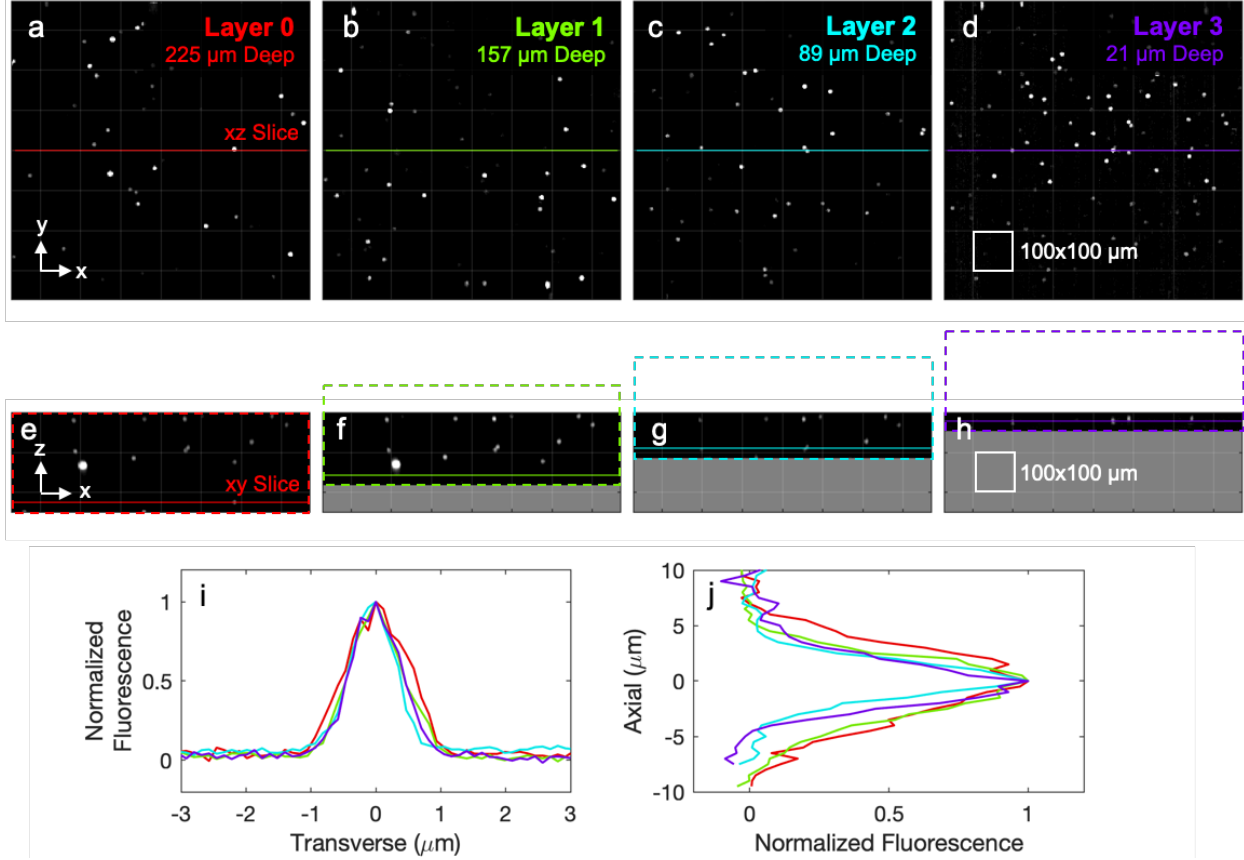 a
Layer 0
225 µm Deep
xz Slice
y
x
b
Layer 1
157 µm Deep
c
Layer 2
89 µm Deep
d
Layer 3
21 µm Deep
100x100 µm
e
z
x
xy Slice
f
g
h
100x100 µm
i
Normalized
Fluorescence
1
0.5
0
-3
-2
-1
0
1
2
3
Transverse (µm)
j
Axial (µm)
10
5
0
-5
-10
0
0.5
1
Normalized Fluorescence